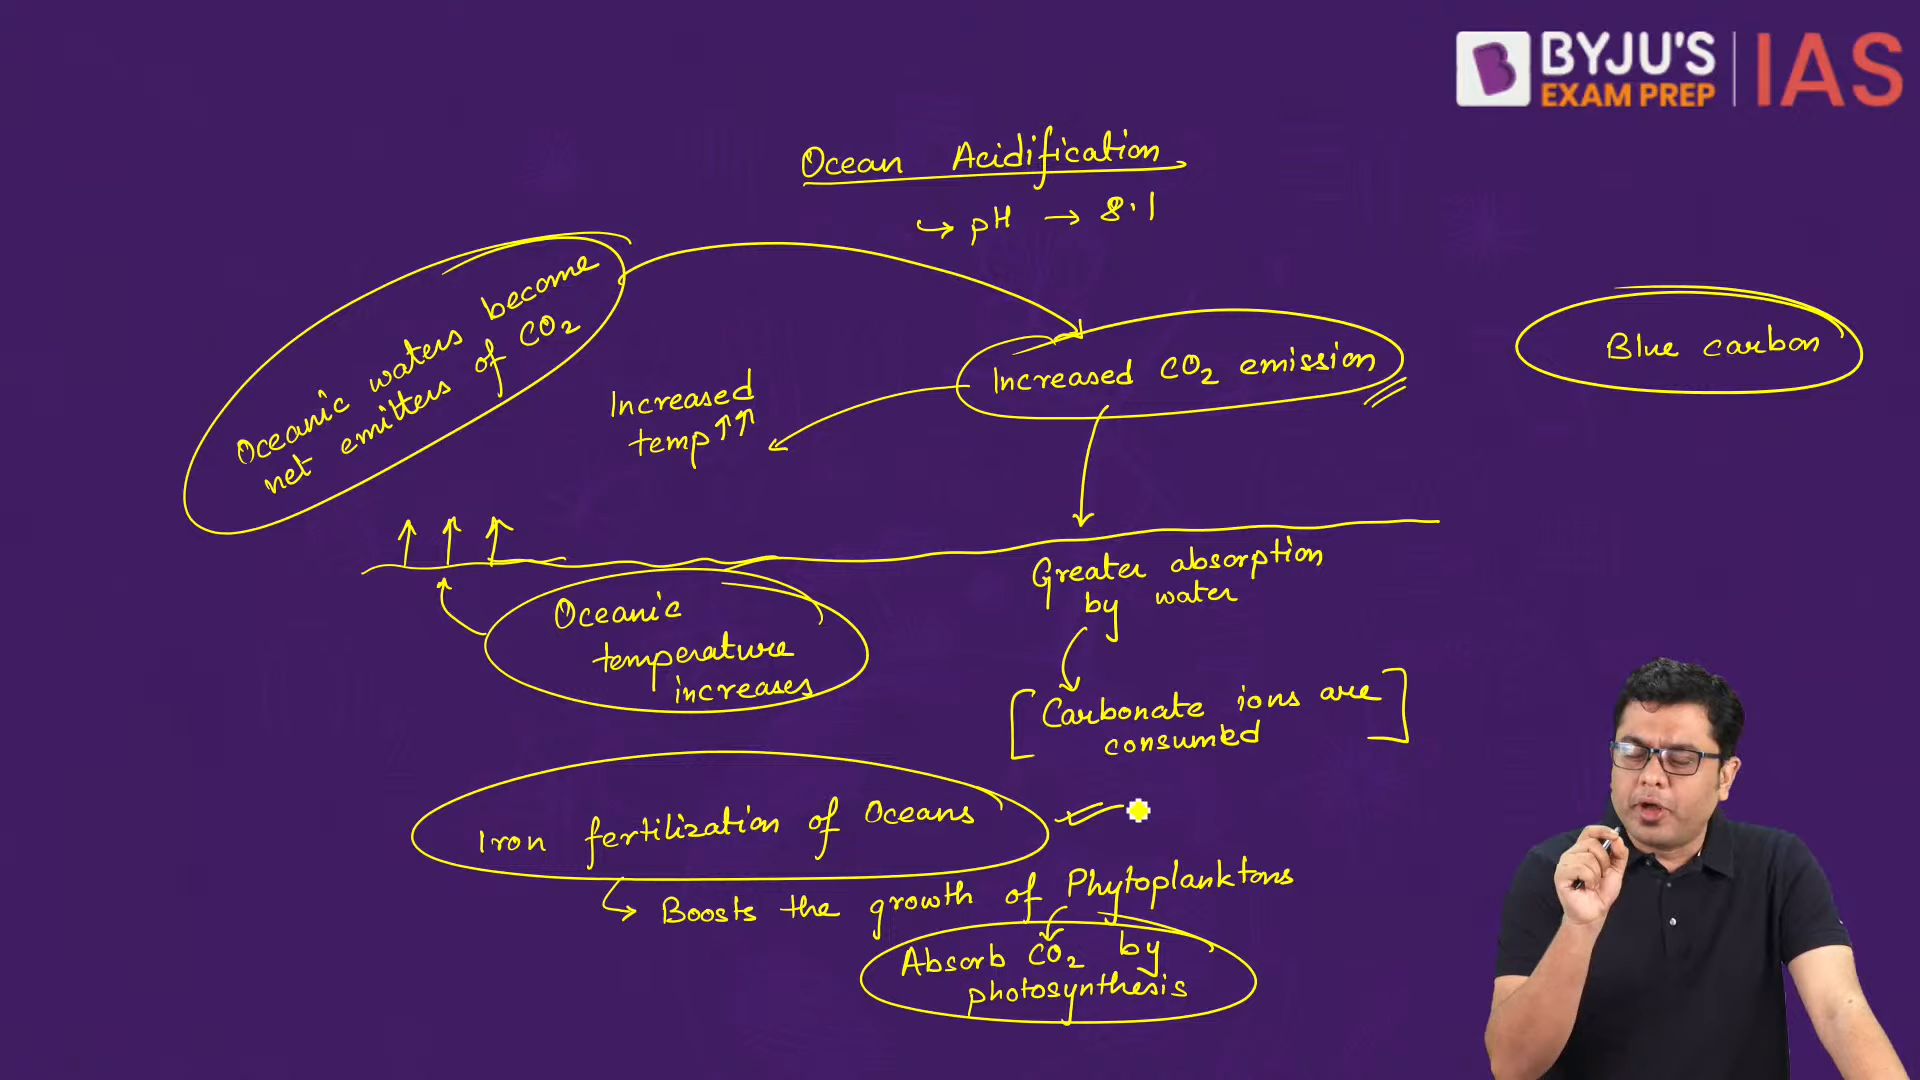 BYJU'S
EXAM PREP
IAS
Ocean Acidification
↳ pH → 8.1
Oceanic waters become
net emitters of CO2
Increased CO2 emission
Blue carbon
Increased
temp↑↑
Greater absorption
by water
Oceanic
temperature
increases
[Carbonate ions are
consumed]
Iron fertilization of Oceans
↳ Boosts the growth of Phytoplanktons
Absorb CO2 by
photosynthesis